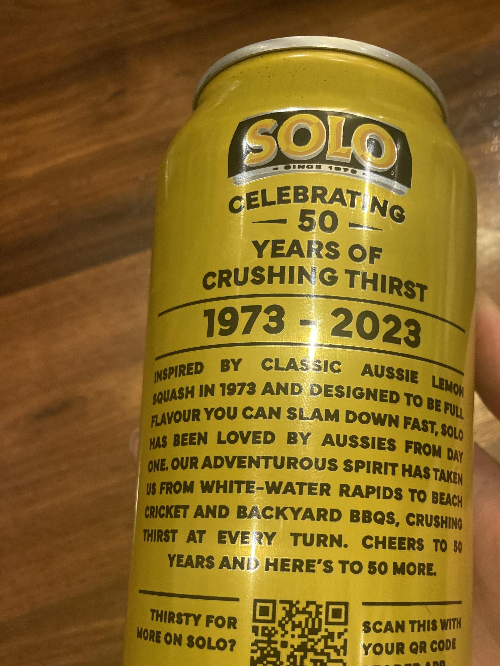 SOLO
- SINCE 1973 -
CELEBRATING
— 50 —
YEARS OF
CRUSHING THIRST
1973 - 2023
INSPIRED BY CLASSIC AUSSIE LEMON
SQUASH IN 1973 AND DESIGNED TO BE FULL
FLAVOUR YOU CAN SLAM DOWN FAST, SOLO
HAS BEEN LOVED BY AUSSIES FROM DAY
ONE. OUR ADVENTUROUS SPIRIT HAS TAKEN
US FROM WHITE-WATER RAPIDS TO BEACH
CRICKET AND BACKYARD BBQS, CRUSHING
THIRST AT EVERY TURN. CHEERS TO 50
YEARS AND HERE'S TO 50 MORE.
THIRSTY FOR
MORE ON SOLO?
SCAN THIS WITH
YOUR QR CODE